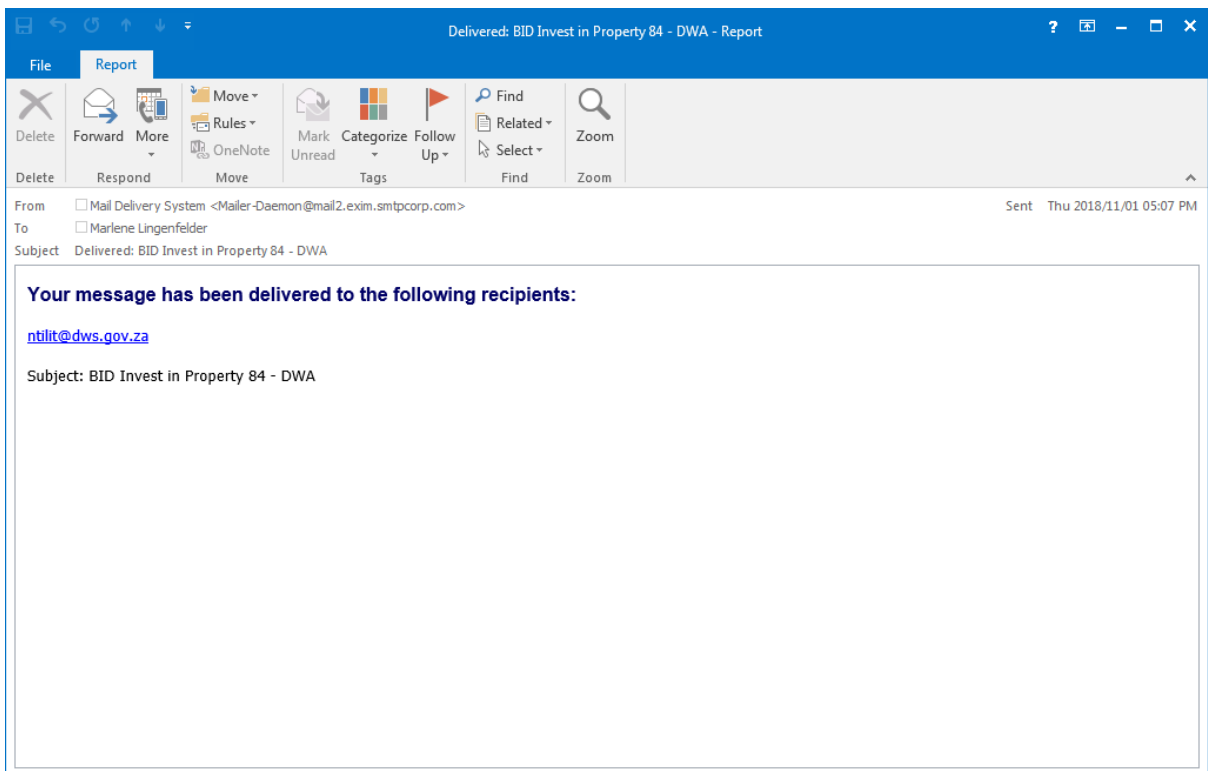 Delivered: BID Invest in Property 84 - DWA - Report
?
File Report
Delete
Forward
More
Move
Rules
OneNote
Mark Unread
Categorize
Follow Up
Find
Related
Select
Zoom
Delete Respond Move Tags Find Zoom
From Mail Delivery System <Mailer-Daemon@mail2.exim.smtpcorp.com> Sent Thu 2018/11/01 05:07 PM
To Marlene Lingenfelder
Subject Delivered: BID Invest in Property 84 - DWA
Your message has been delivered to the following recipients:
ntilit@dws.gov.za
Subject: BID Invest in Property 84 - DWA